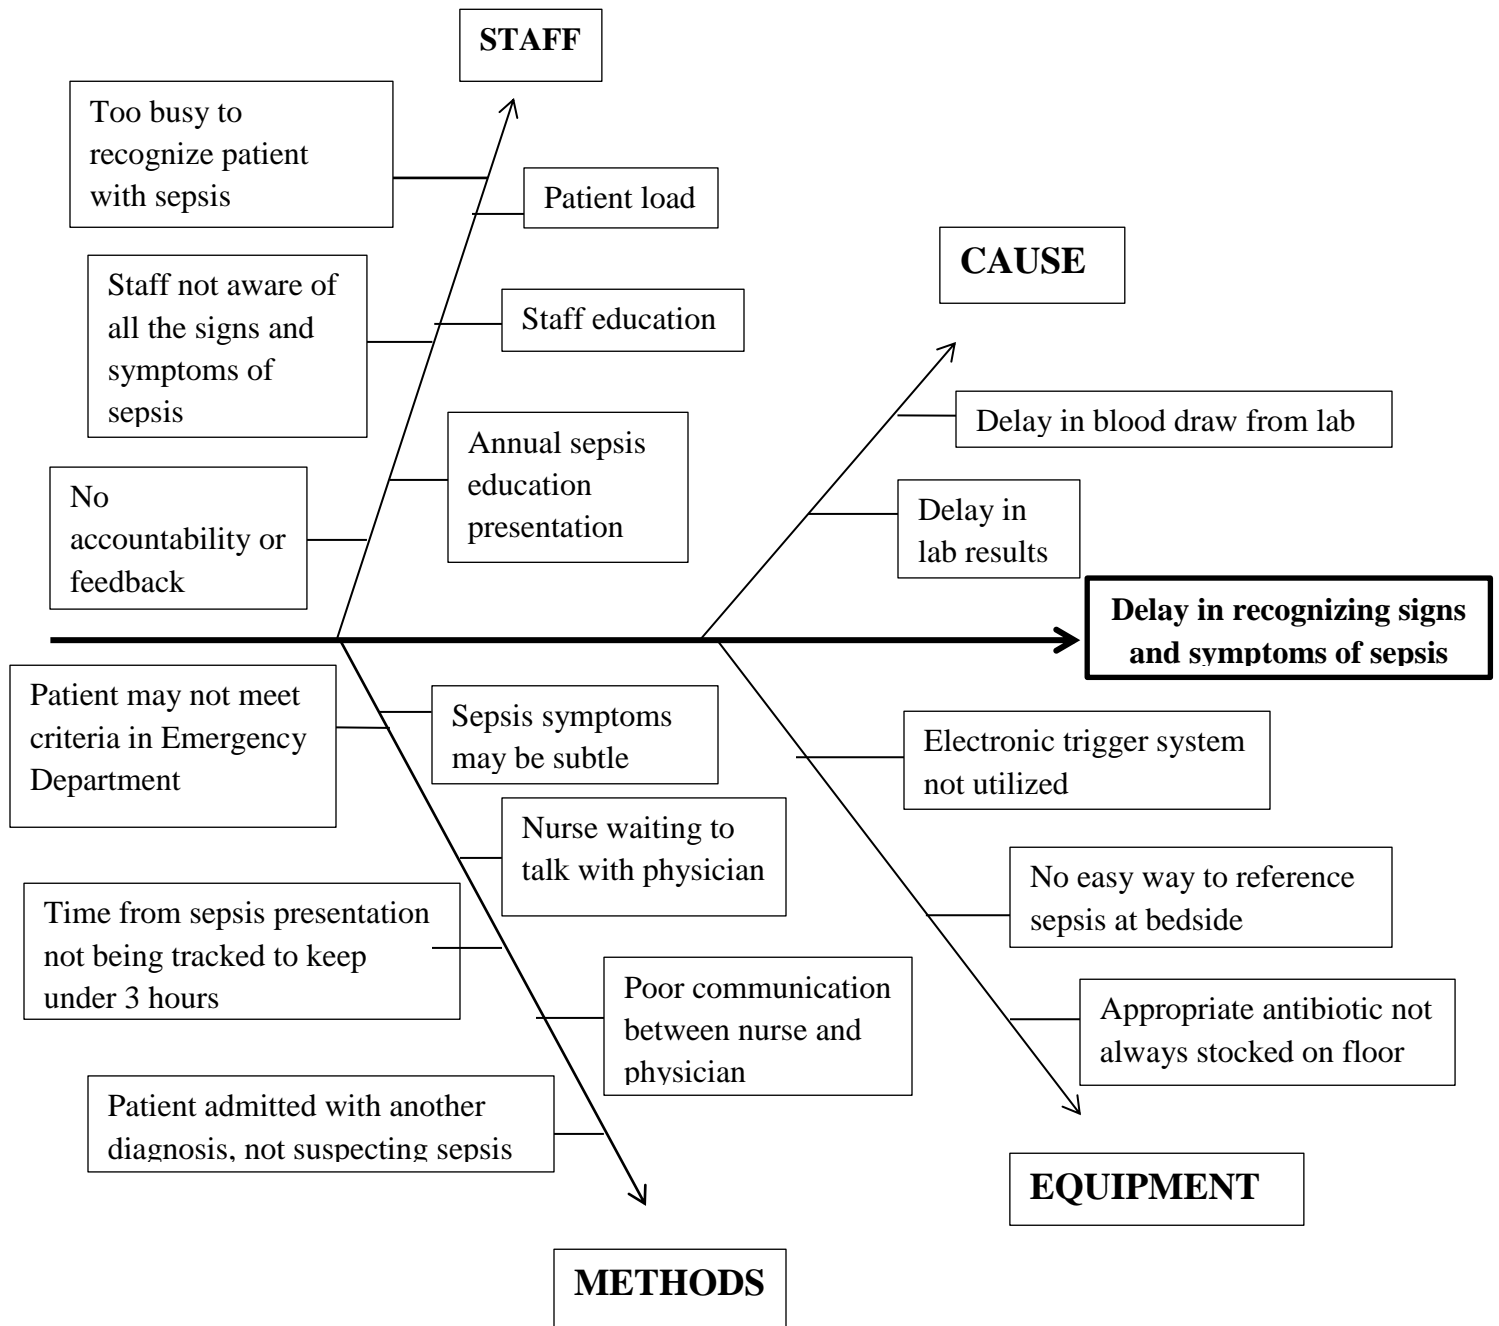 STAFF
Too busy to
recognize patient
with sepsis
Patient load
Staff not aware of
all the signs and
symptoms of
sepsis
Staff education
No
accountability or
feedback
Annual sepsis
education
presentation
CAUSE
Delay in blood draw from lab
Delay in
lab results
Delay in recognizing signs
and symptoms of sepsis
Patient may not meet
criteria in Emergency
Department
Sepsis symptoms
may be subtle
Nurse waiting to
talk with physician
Time from sepsis presentation
not being tracked to keep
under 3 hours
Poor communication
between nurse and
physician
Patient admitted with another
diagnosis, not suspecting sepsis
METHODS
Electronic trigger system
not utilized
No easy way to reference
sepsis at bedside
Appropriate antibiotic not
always stocked on floor
EQUIPMENT